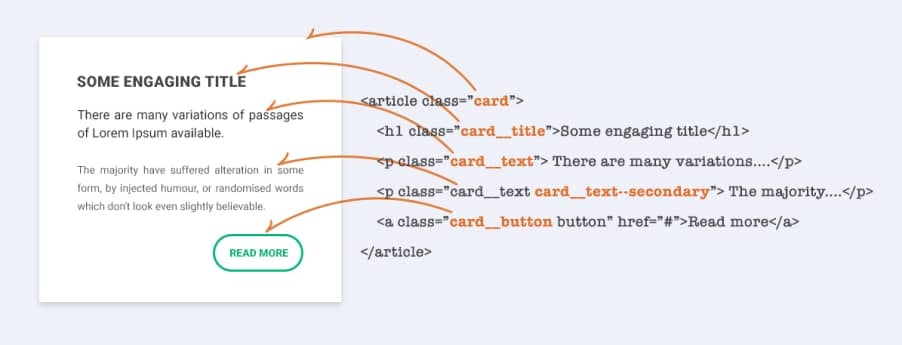 SOME ENGAGING TITLE
There are many variations of passages
of Lorem Ipsum available.
The majority have suffered alteration in some
form, by injected humour, or randomised words
which don't look even slightly believable.
READ MORE
<article class="card">
<h1 class="card__title">Some engaging title</h1>
<p class="card__text"> There are many variations....</p>
<p class="card__text card__text--secondary"> The majority....</p>
<a class="card__button button" href="#">Read more</a>
</article>